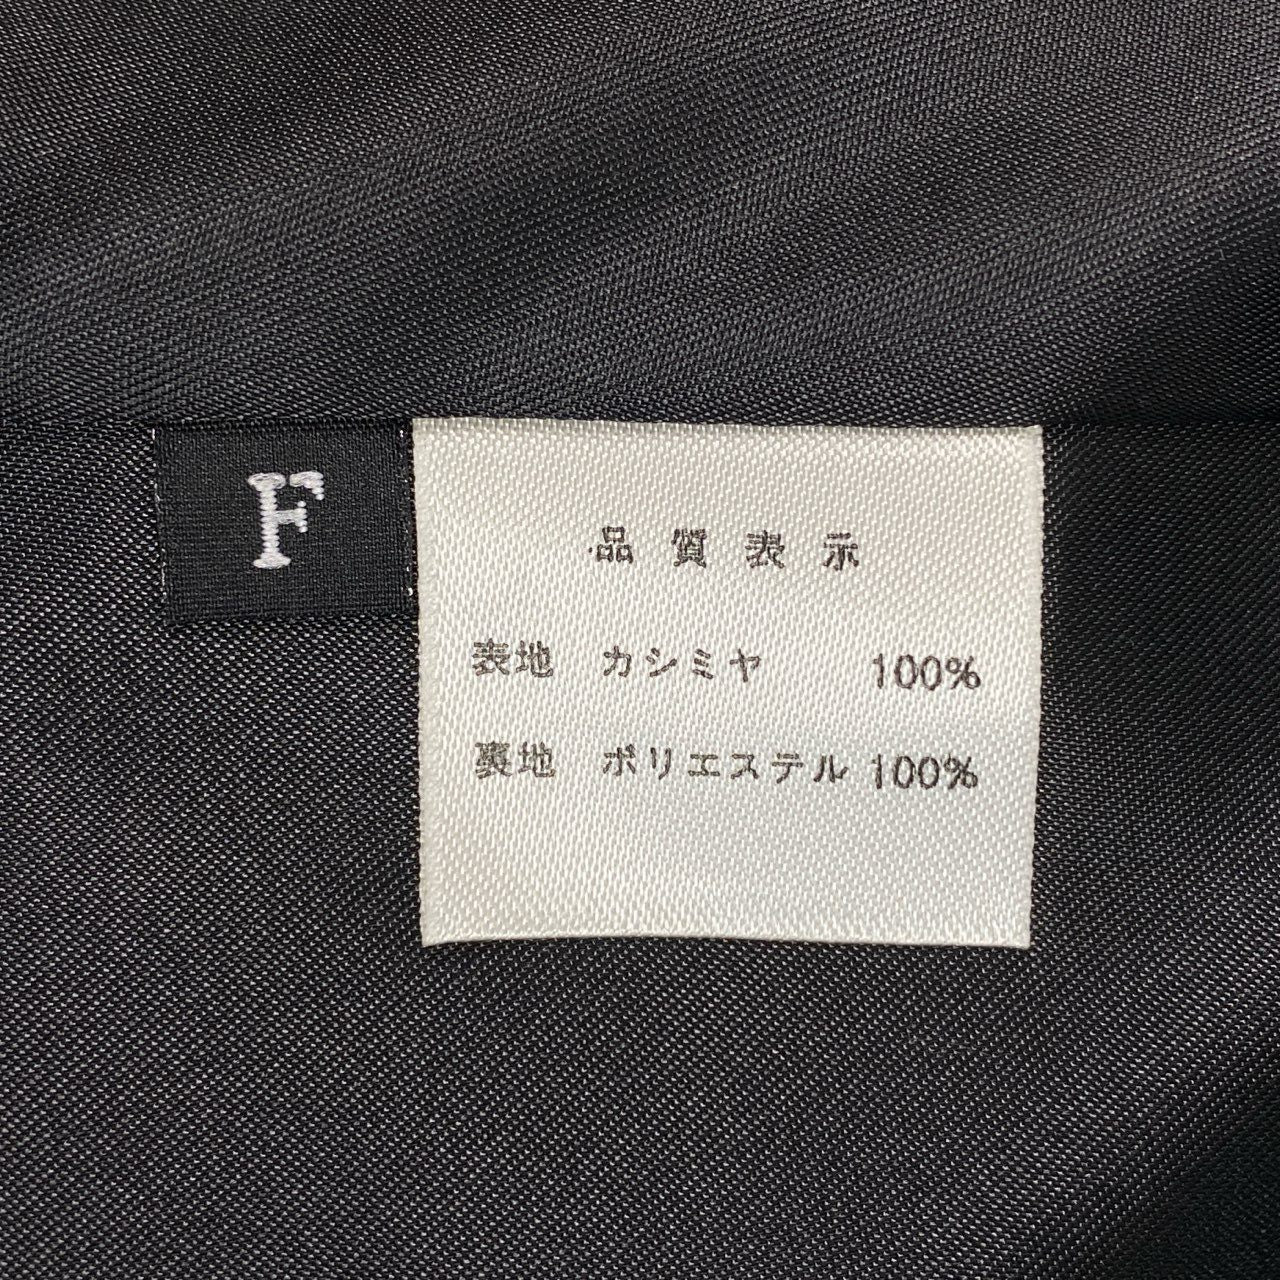 F
品質表示
表地 カシミヤ 100%
裏地 ポリエステル 100%